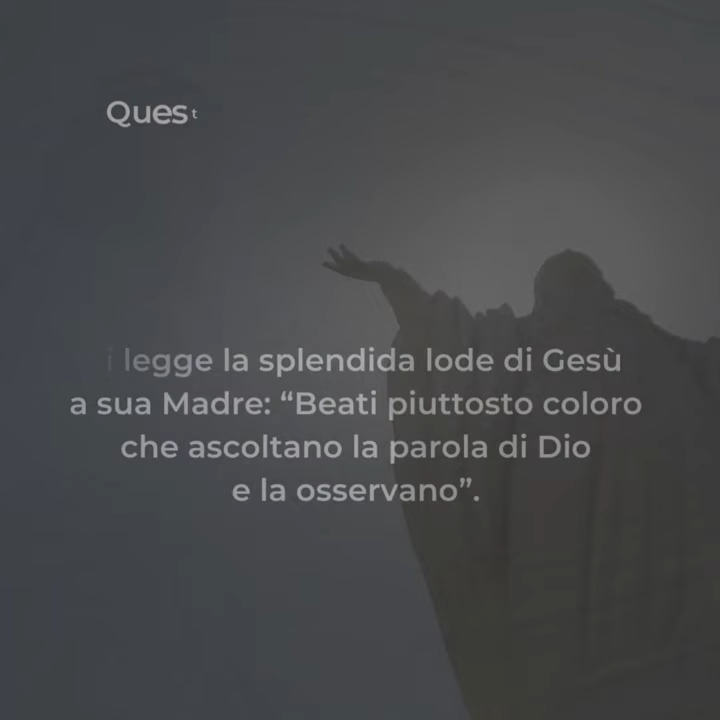 Ques t
i legge la splendida lode di Gesù
a sua Madre: “Beati piuttosto coloro
che ascoltano la parola di Dio
e la osservano”.